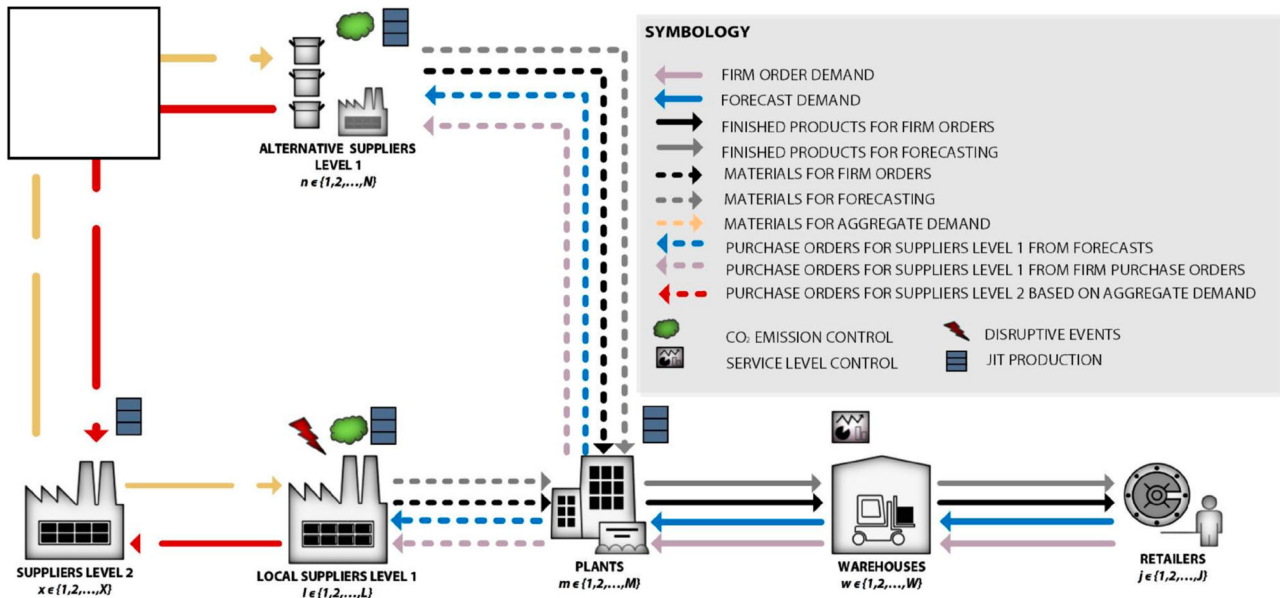 SYMBOLOGY
FIRM ORDER DEMAND
FORECAST DEMAND
FINISHED PRODUCTS FOR FIRM ORDERS
FINISHED PRODUCTS FOR FORECASTING
MATERIALS FOR FIRM ORDERS
MATERIALS FOR FORECASTING
MATERIALS FOR AGGREGATE DEMAND
PURCHASE ORDERS FOR SUPPLIERS LEVEL 1 FROM FORECASTS
PURCHASE ORDERS FOR SUPPLIERS LEVEL 1 FROM FIRM PURCHASE ORDERS
PURCHASE ORDERS FOR SUPPLIERS LEVEL 2 BASED ON AGGREGATE DEMAND
CO₂ EMISSION CONTROL
DISRUPTIVE EVENTS
SERVICE LEVEL CONTROL
JIT PRODUCTION
ALTERNATIVE SUPPLIERS
LEVEL 1
n ϵ {1,2,...,N}
SUPPLIERS LEVEL 2
x ϵ {1,2,...,X}
LOCAL SUPPLIERS LEVEL 1
l ϵ {1,2,...,L}
PLANTS
m ϵ {1,2,...,M}
WAREHOUSES
w ϵ {1,2,...,W}
RETAILERS
j ϵ {1,2,...,J}